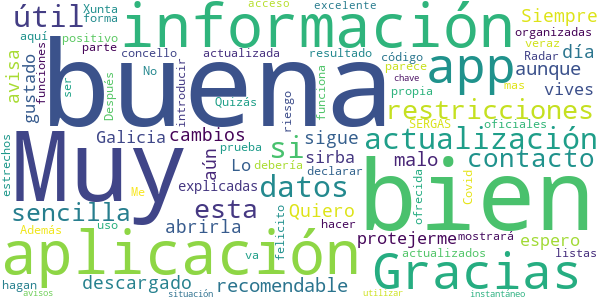 útil
Xunta
forma
acceso
excelente
Siempre
información
aquí
positivo
concello
actualizada
resultado
código
organizadas
veraz
parte
funciones
avisa
gustado
ser
Después
No
buena
introducir
Quizás
riesgo
funciona
parece
app
Radar
día
aunque
propia
chave
mas
vives
restricciones
SERGAS
oficiales
Galicia
cambios
aún
prueba
si
sigue
actualización
Muy
Lo
debería
sirba
declarar
bien
malo
contacto
estrechos
explicadas
datos
ofrecida
Covid
sencilla
esta
Me
Quiero
abrirla
uso
felicito
hacer
protejerme
mostrará
Además
va
aplicación
espero
actualizados
listas
Gracias
hagan
descargado
recomendable
avisos
situación
utilizar
instantáneo